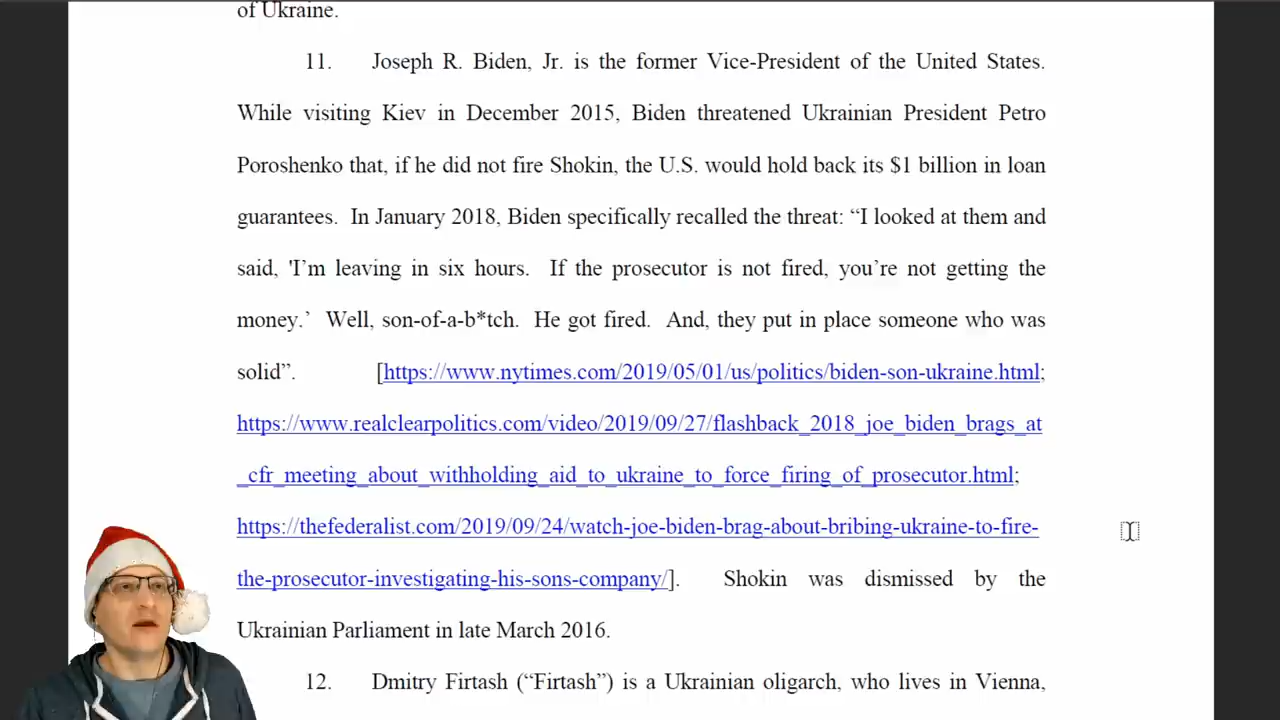 of Ukraine.
11. Joseph R. Biden, Jr. is the former Vice-President of the United States.
While visiting Kiev in December 2015, Biden threatened Ukrainian President Petro
Poroshenko that, if he did not fire Shokin, the U.S. would hold back its $1 billion in loan
guarantees. In January 2018, Biden specifically recalled the threat: “I looked at them and
said, 'I’m leaving in six hours. If the prosecutor is not fired, you’re not getting the
money.’ Well, son-of-a-b*tch. He got fired. And, they put in place someone who was
solid”. [https://www.nytimes.com/2019/05/01/us/politics/biden-son-ukraine.html;
https://www.realclearpolitics.com/video/2019/09/27/flashback_2018_joe_biden_brags_at
_cfr_meeting_about_withholding_aid_to_ukraine_to_force_firing_of_prosecutor.html;
https://thefederalist.com/2019/09/24/watch-joe-biden-brag-about-bribing-ukraine-to-fire-
the-prosecutor-investigating-his-sons-company/]. Shokin was dismissed by the
Ukrainian Parliament in late March 2016.
12. Dmitry Firtash (“Firtash”) is a Ukrainian oligarch, who lives in Vienna,